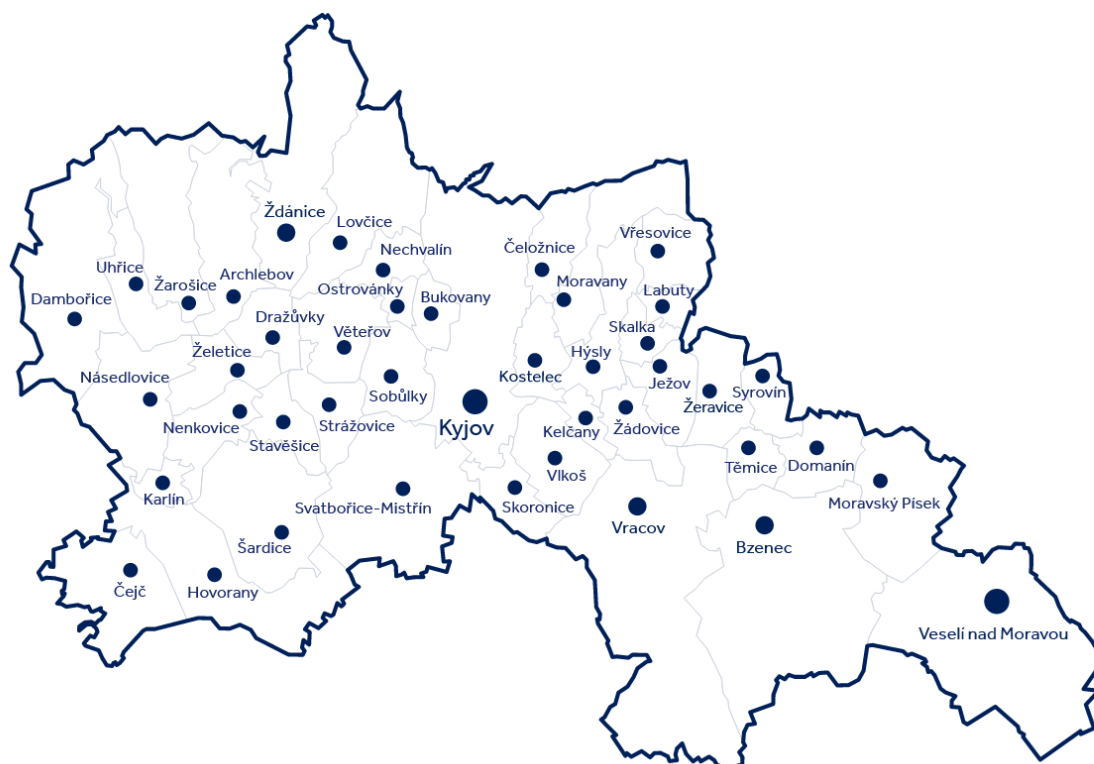 Ždánice
Lovčice
Vřesovice
Čeložnice
Nechvalín
Uhřice
Archlebov
Žarošice
Moravany
Ostrovánky
Bukovany
Labuty
Dambořice
Dražůvky
Věteřov
Skalka
Želetice
Hýsly
Násedlovice
Kostelec
Ježov
Syrovín
Sobůlky
Žeravice
Nenkovice
Strážovice
Kyjov
Kelčany
Žádovice
Stavěšice
Vlkoš
Těmice
Domanín
Karlín
Svatbořice-Mistřín
Skoronice
Moravský Písek
Vracov
Šardice
Bzenec
Čejč
Hovorany
Veselí nad Moravou